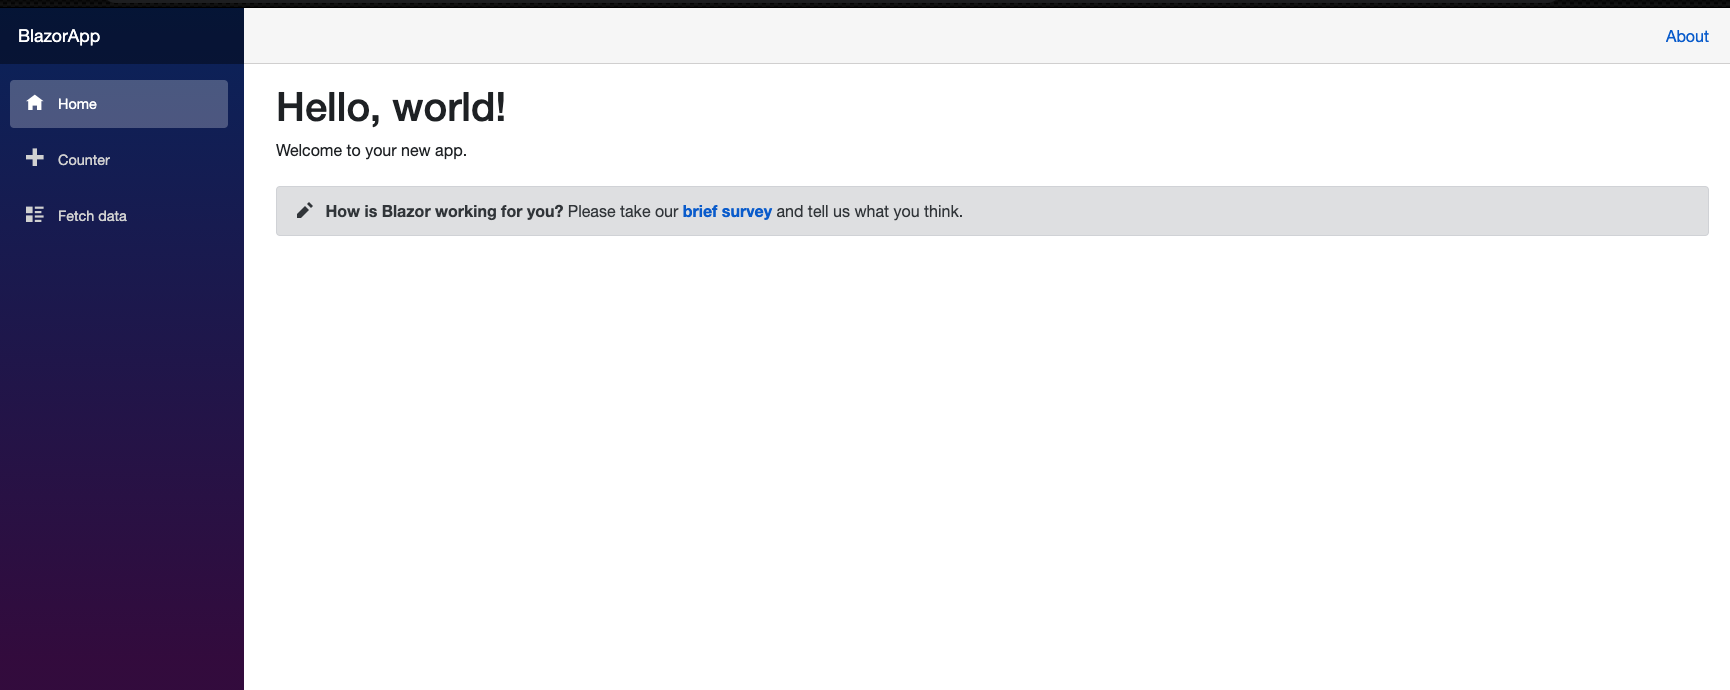 BlazorApp
About
Home
Counter
Fetch data
Hello, world!
Welcome to your new app.
How is Blazor working for you? Please take our brief survey and tell us what you think.